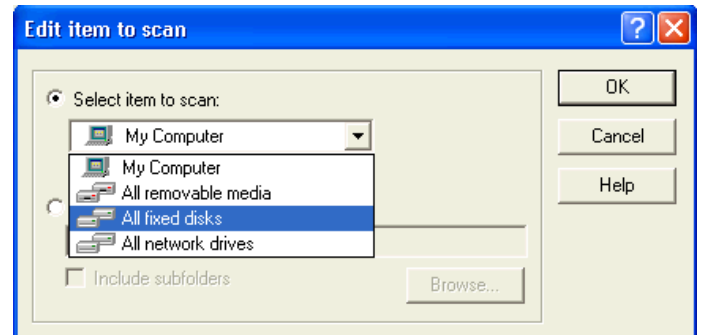 Edit item to scan
Select item to scan:
OK
My Computer
Cancel
My Computer
All removable media
Help
All fixed disks
All network drives
Include subfolders
Browse...